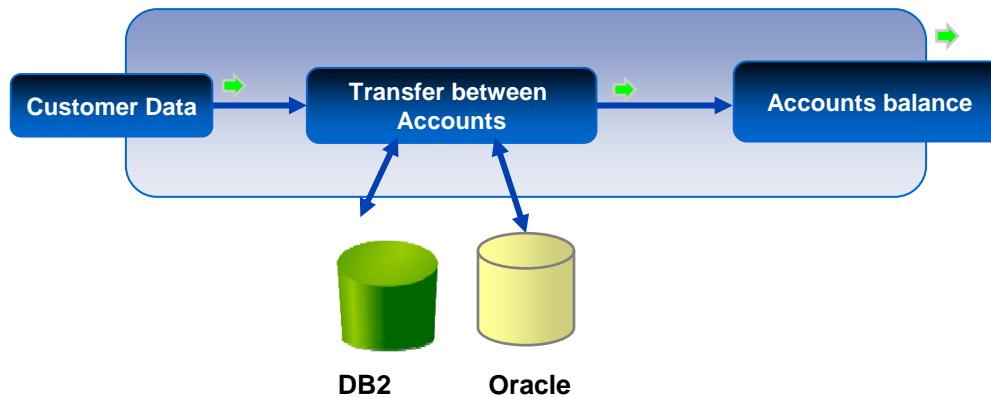 Customer Data
Transfer between
Accounts
Accounts balance
DB2
Oracle